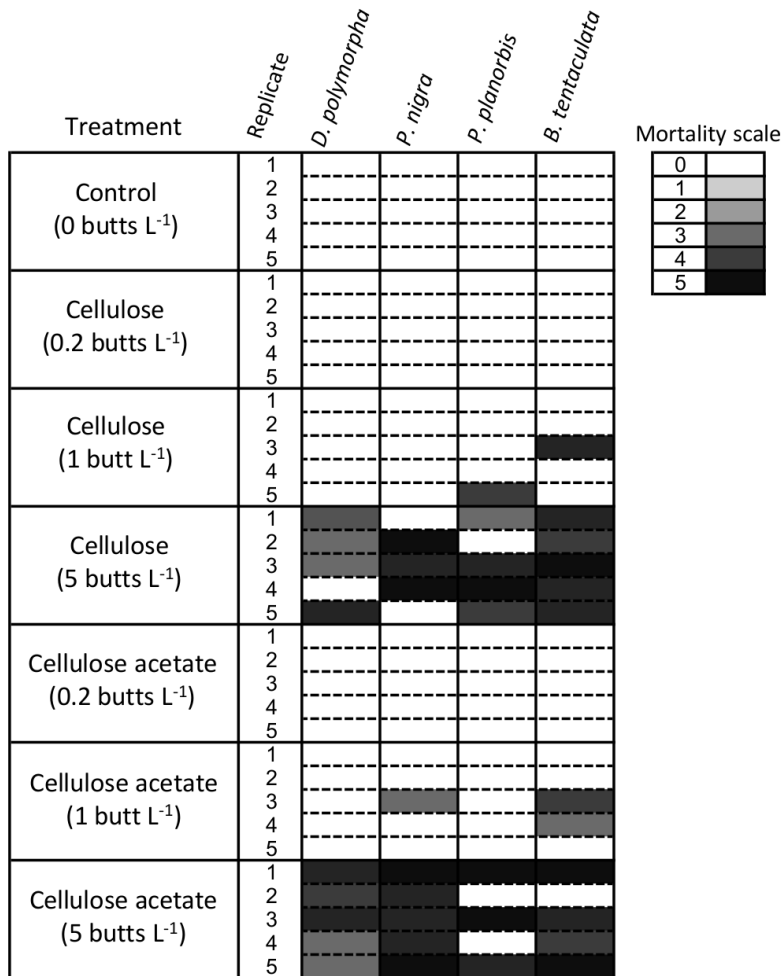 Treatment
Replicate
D. polymorpha
P. nigra
P. planorbis
B. tentaculata
Mortality scale
0
1
2
3
4
5
Control
(0 butts L⁻¹)
1
2
3
4
5
Cellulose
(0.2 butts L⁻¹)
1
2
3
4
5
Cellulose
(1 butt L⁻¹)
1
2
3
4
5
Cellulose
(5 butts L⁻¹)
1
2
3
4
5
Cellulose acetate
(0.2 butts L⁻¹)
1
2
3
4
5
Cellulose acetate
(1 butt L⁻¹)
1
2
3
4
5
Cellulose acetate
(5 butts L⁻¹)
1
2
3
4
5